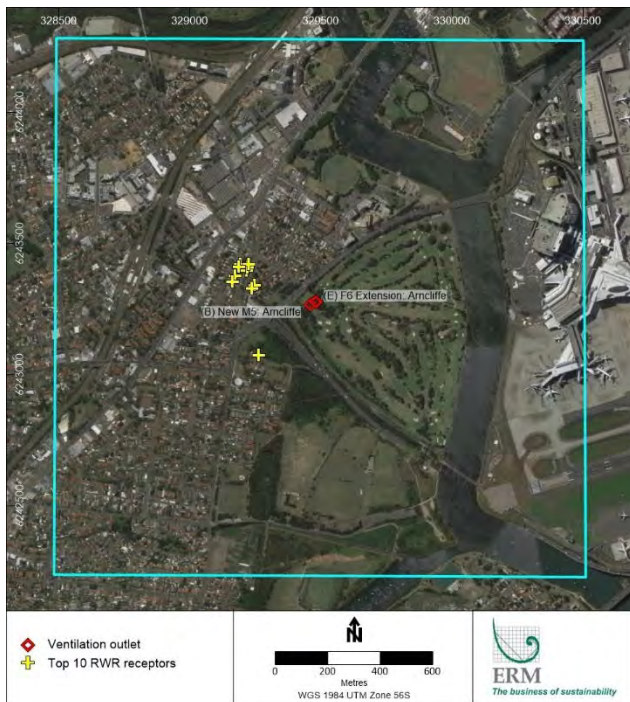 328500 329000 329500 330000 330500
6244000
6243500
6243000
6242500
(E) F6 Extension: Arncliffe
(B) New M5: Arncliffe
Ventilation outlet
Top 10 RWR receptors
N
0 200 400 600
Metres
WGS 1984 UTM Zone 56S
ERM
The business of sustainability